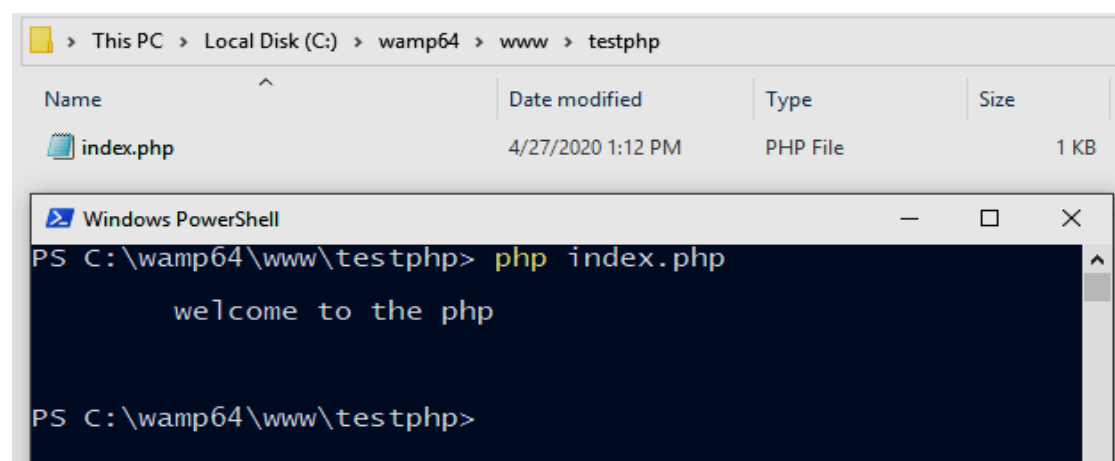 This PC > Local Disk (C:) > wamp64 > www > testphp
Name Date modified Type Size
index.php 4/27/2020 1:12 PM PHP File 1 KB
Windows PowerShell
PS C:\wamp64\www\testphp> php index.php
welcome to the php
PS C:\wamp64\www\testphp>